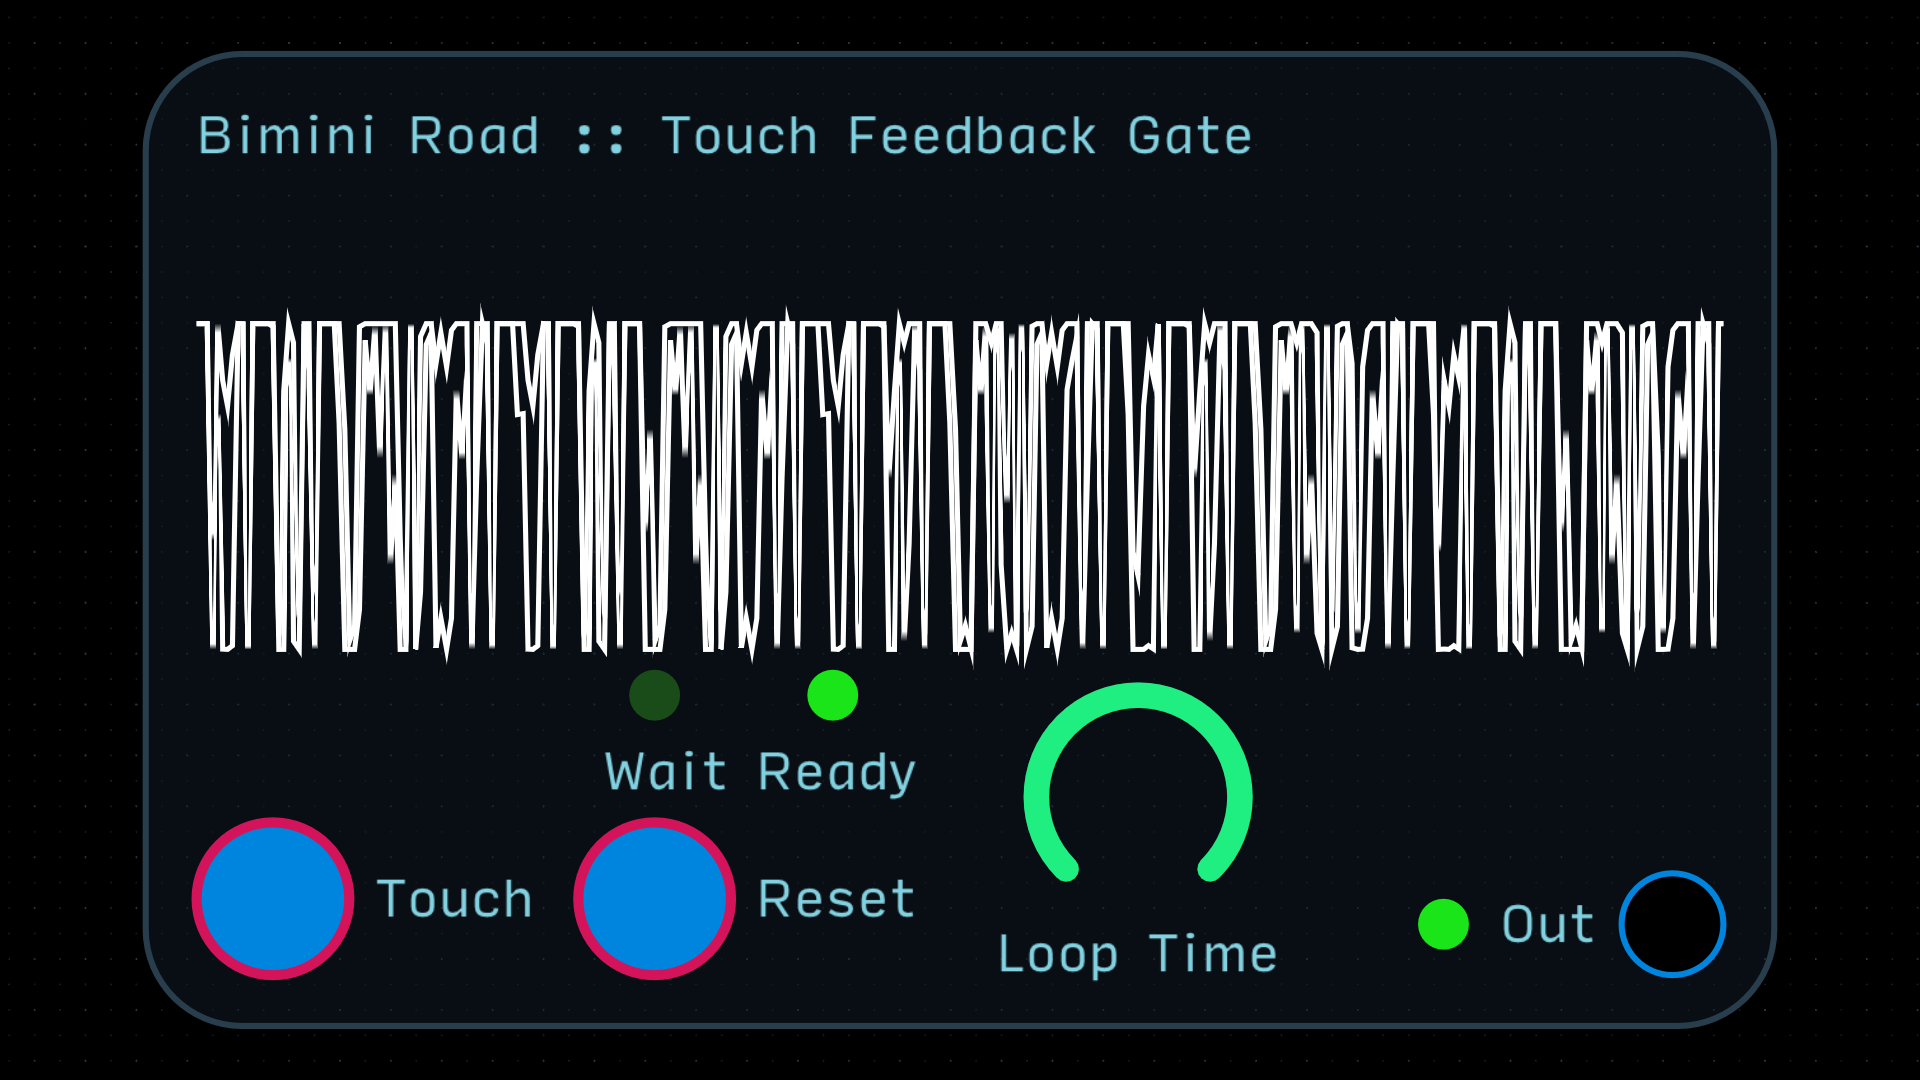 Bimini Road :: Touch Feedback Gate
Wait Ready
Touch
Reset
Loop Time
Out